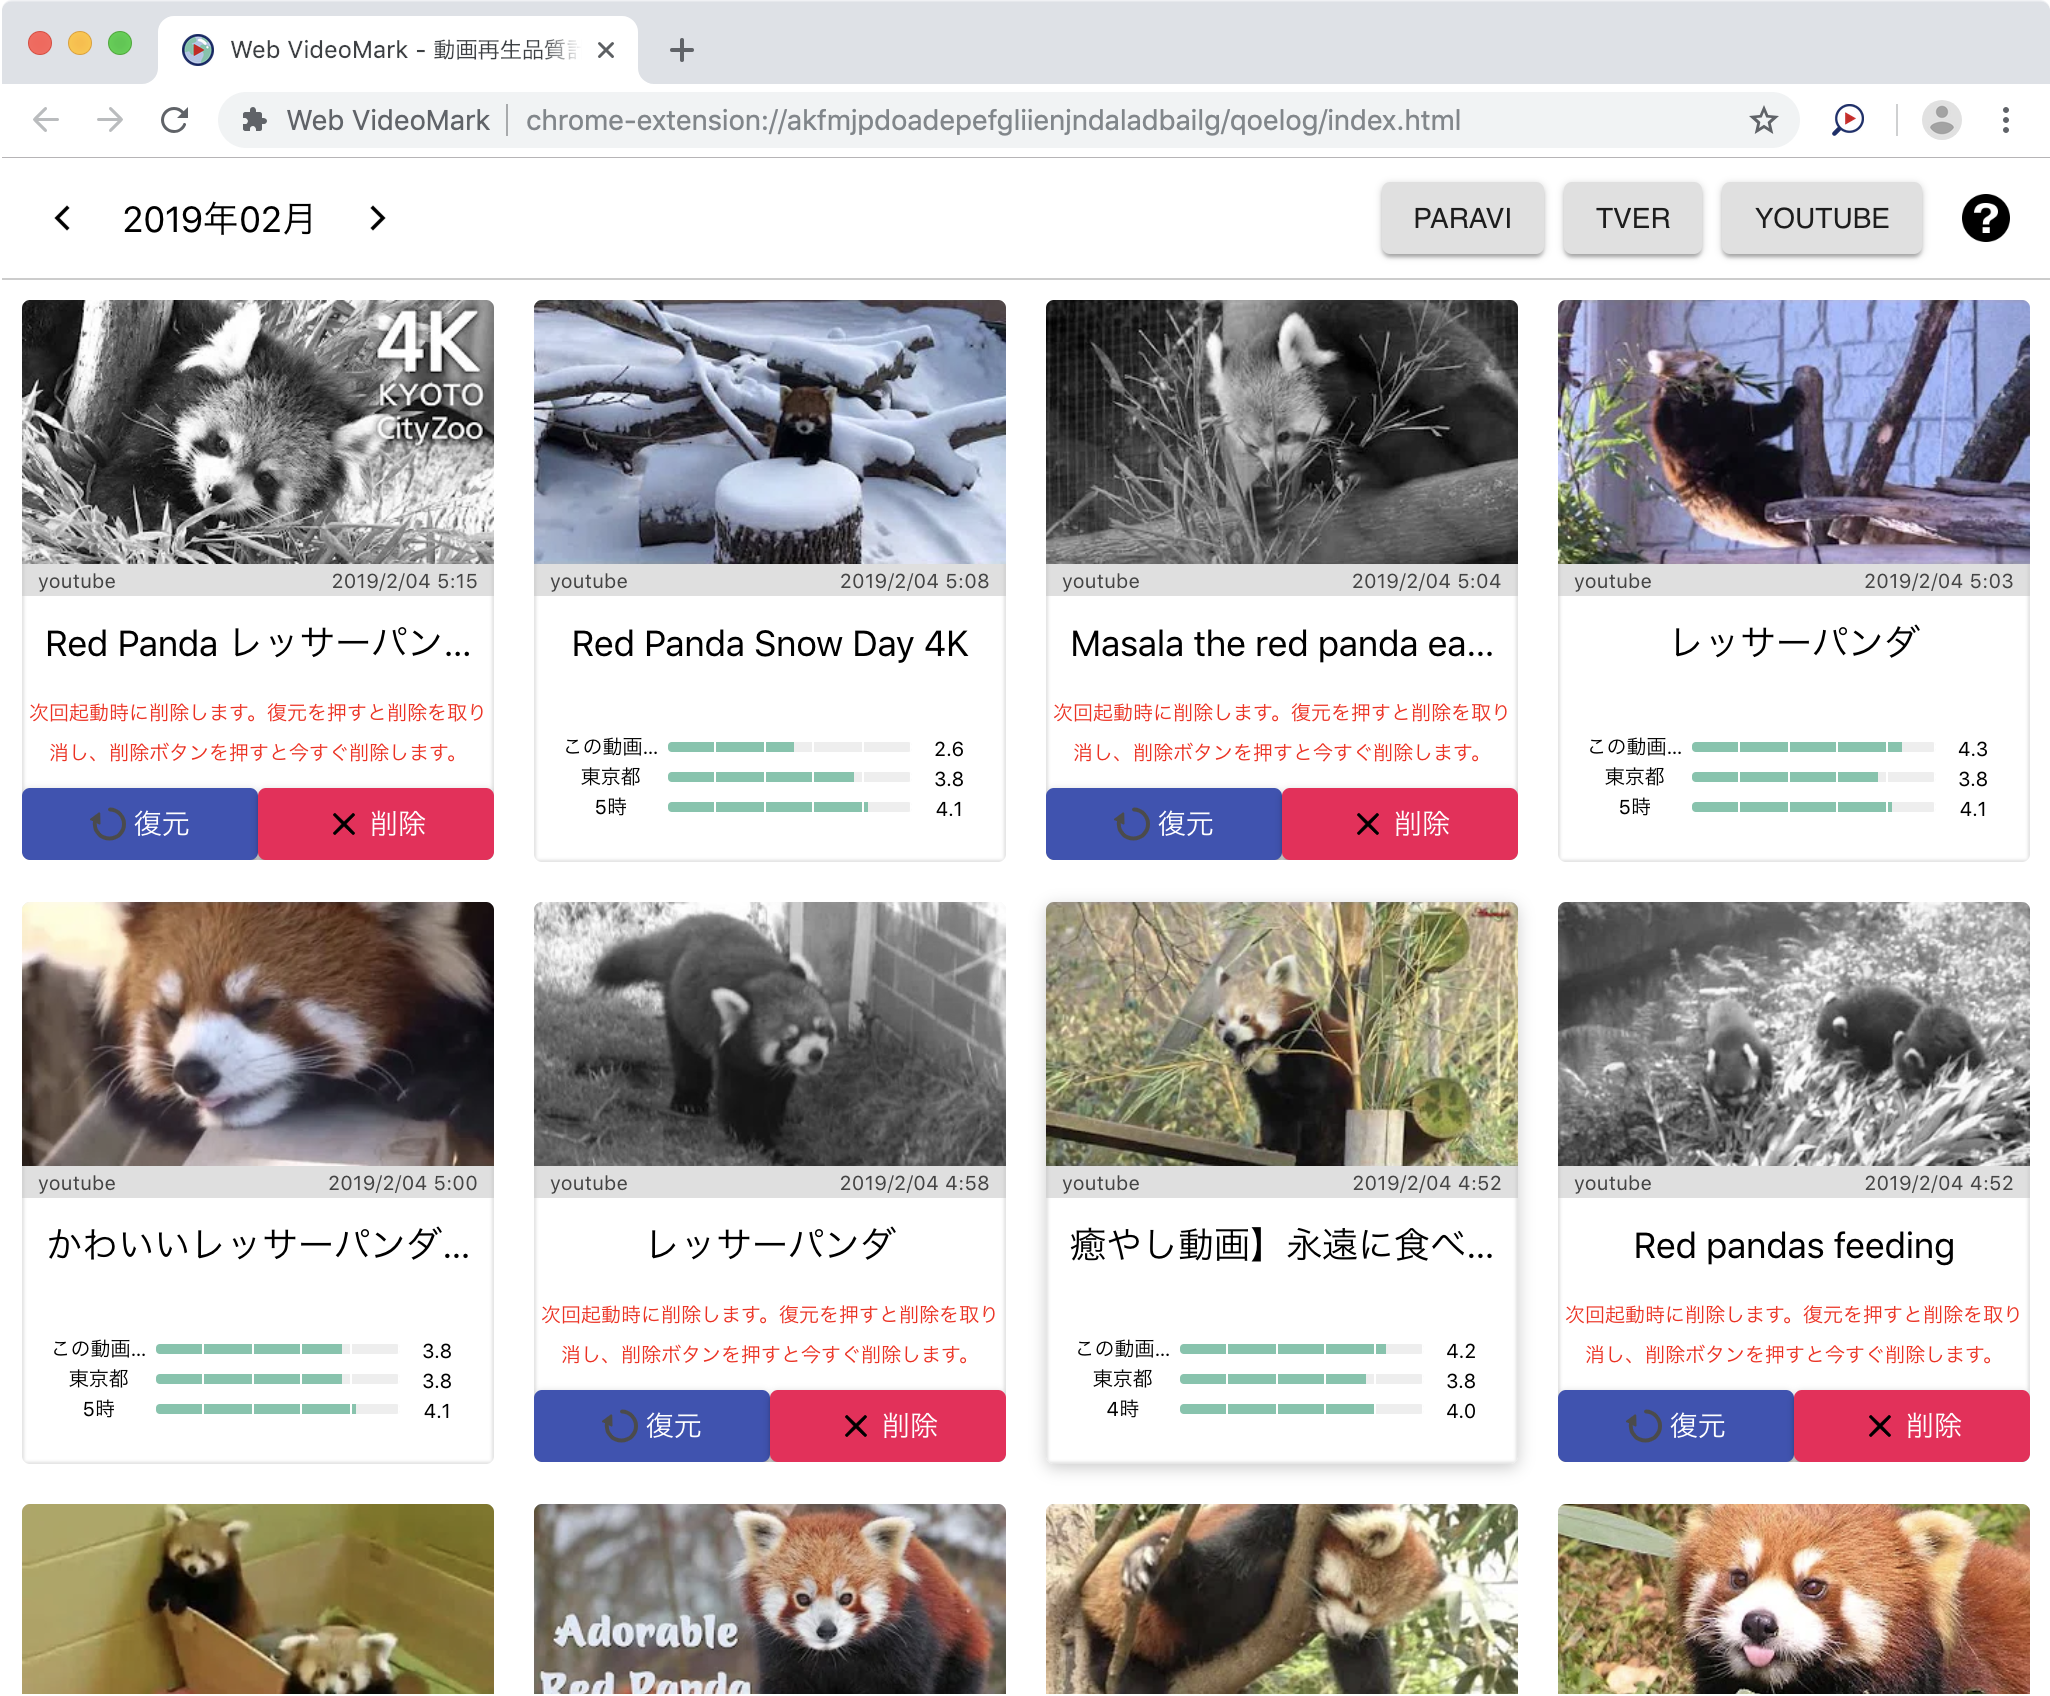 Web VideoMark - 動画再生品質
Web VideoMark
chrome-extension://akfmjpdoadepefgliienjndaladbailg/qoelog/index.html
2019年02月
PARAVI
TVER
YOUTUBE
?
4K
KYOTO
CityZoo
youtube 2019/2/04 5:15
Red Panda レッサーパン...
次回起動時に削除します。復元を押すと削除を取り
消し、削除ボタンを押すと今すぐ削除します。
復元
削除
youtube 2019/2/04 5:08
Red Panda Snow Day 4K
この動画... 2.6
東京都 3.8
5時 4.1
youtube 2019/2/04 5:04
Masala the red panda ea...
次回起動時に削除します。復元を押すと削除を取り
消し、削除ボタンを押すと今すぐ削除します。
復元
削除
youtube 2019/2/04 5:03
レッサーパンダ
この動画... 4.3
東京都 3.8
5時 4.1
youtube 2019/2/04 5:00
かわいいレッサーパンダ...
この動画... 3.8
東京都 3.8
5時 4.1
youtube 2019/2/04 4:58
レッサーパンダ
次回起動時に削除します。復元を押すと削除を取り
消し、削除ボタンを押すと今すぐ削除します。
復元
削除
youtube 2019/2/04 4:52
癒やし動画】永遠に食べ...
この動画... 4.2
東京都 3.8
4時 4.0
youtube 2019/2/04 4:52
Red pandas feeding
次回起動時に削除します。復元を押すと削除を取り
消し、削除ボタンを押すと今すぐ削除します。
復元
削除
Adorable
Red Panda